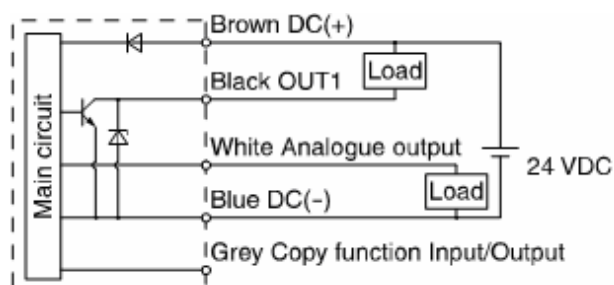 Brown DC(+)
Load
Black OUT1
Main circuit
White Analogue output
24 VDC
Load
Blue DC(-)
Grey Copy function Input/Output